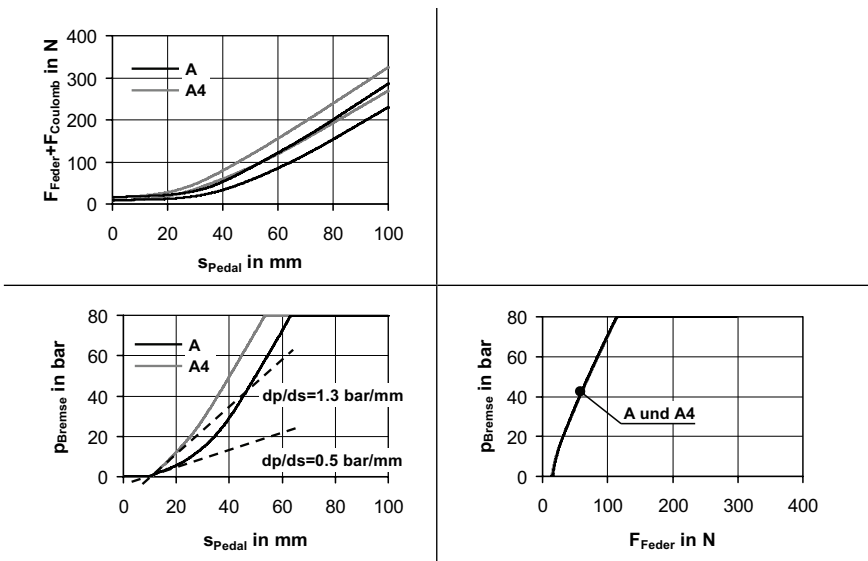 F_Feder+F_Coulomb in N
400
300
200
100
0
A
A4
0 20 40 60 80 100
s_Pedal in mm
p_Bremse in bar
80
60
40
20
0
A
A4
dp/ds=1.3 bar/mm
dp/ds=0.5 bar/mm
0 20 40 60 80 100
s_Pedal in mm
p_Bremse in bar
80
60
40
20
0
A und A4
0 100 200 300 400
F_Feder in N